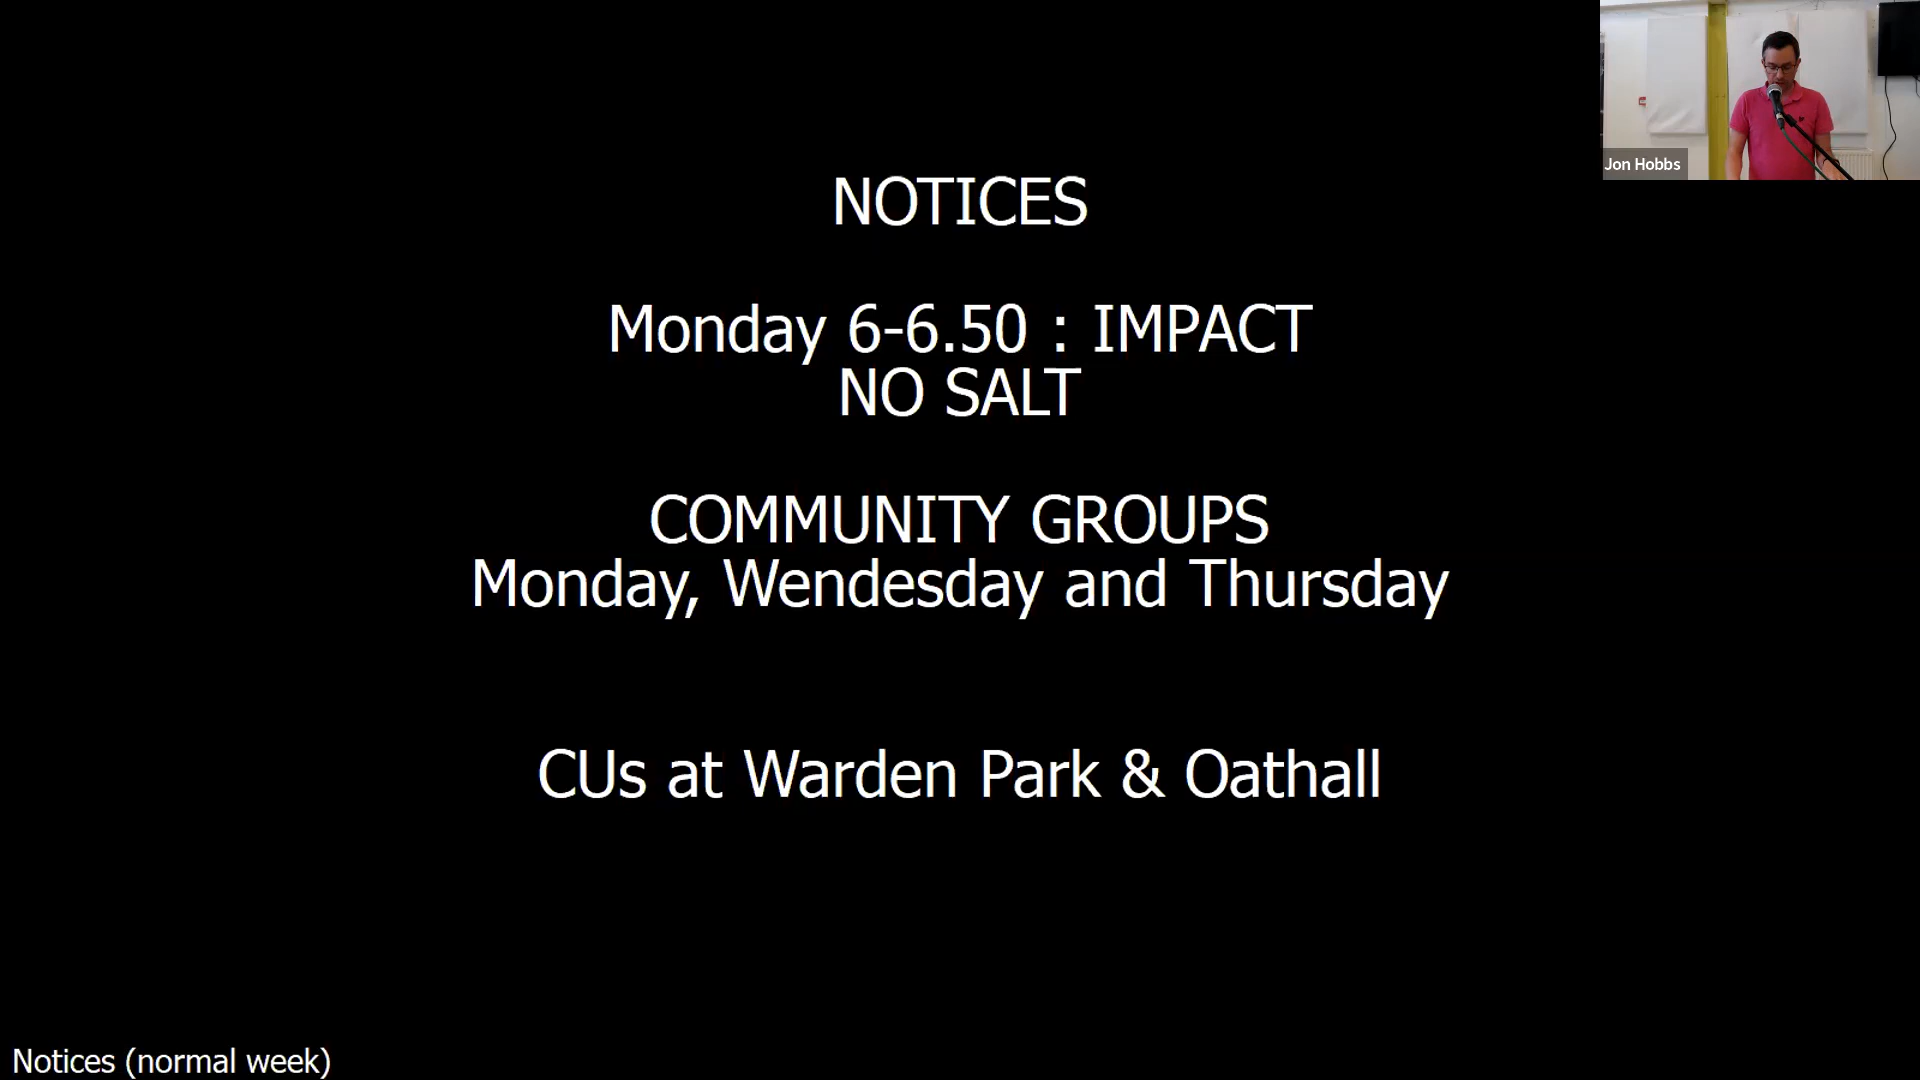 Jon Hobbs
NOTICES
Monday 6-6.50 : IMPACT
NO SALT
COMMUNITY GROUPS
Monday, Wendesday and Thursday
CUs at Warden Park & Oathall
Notices (normal week)